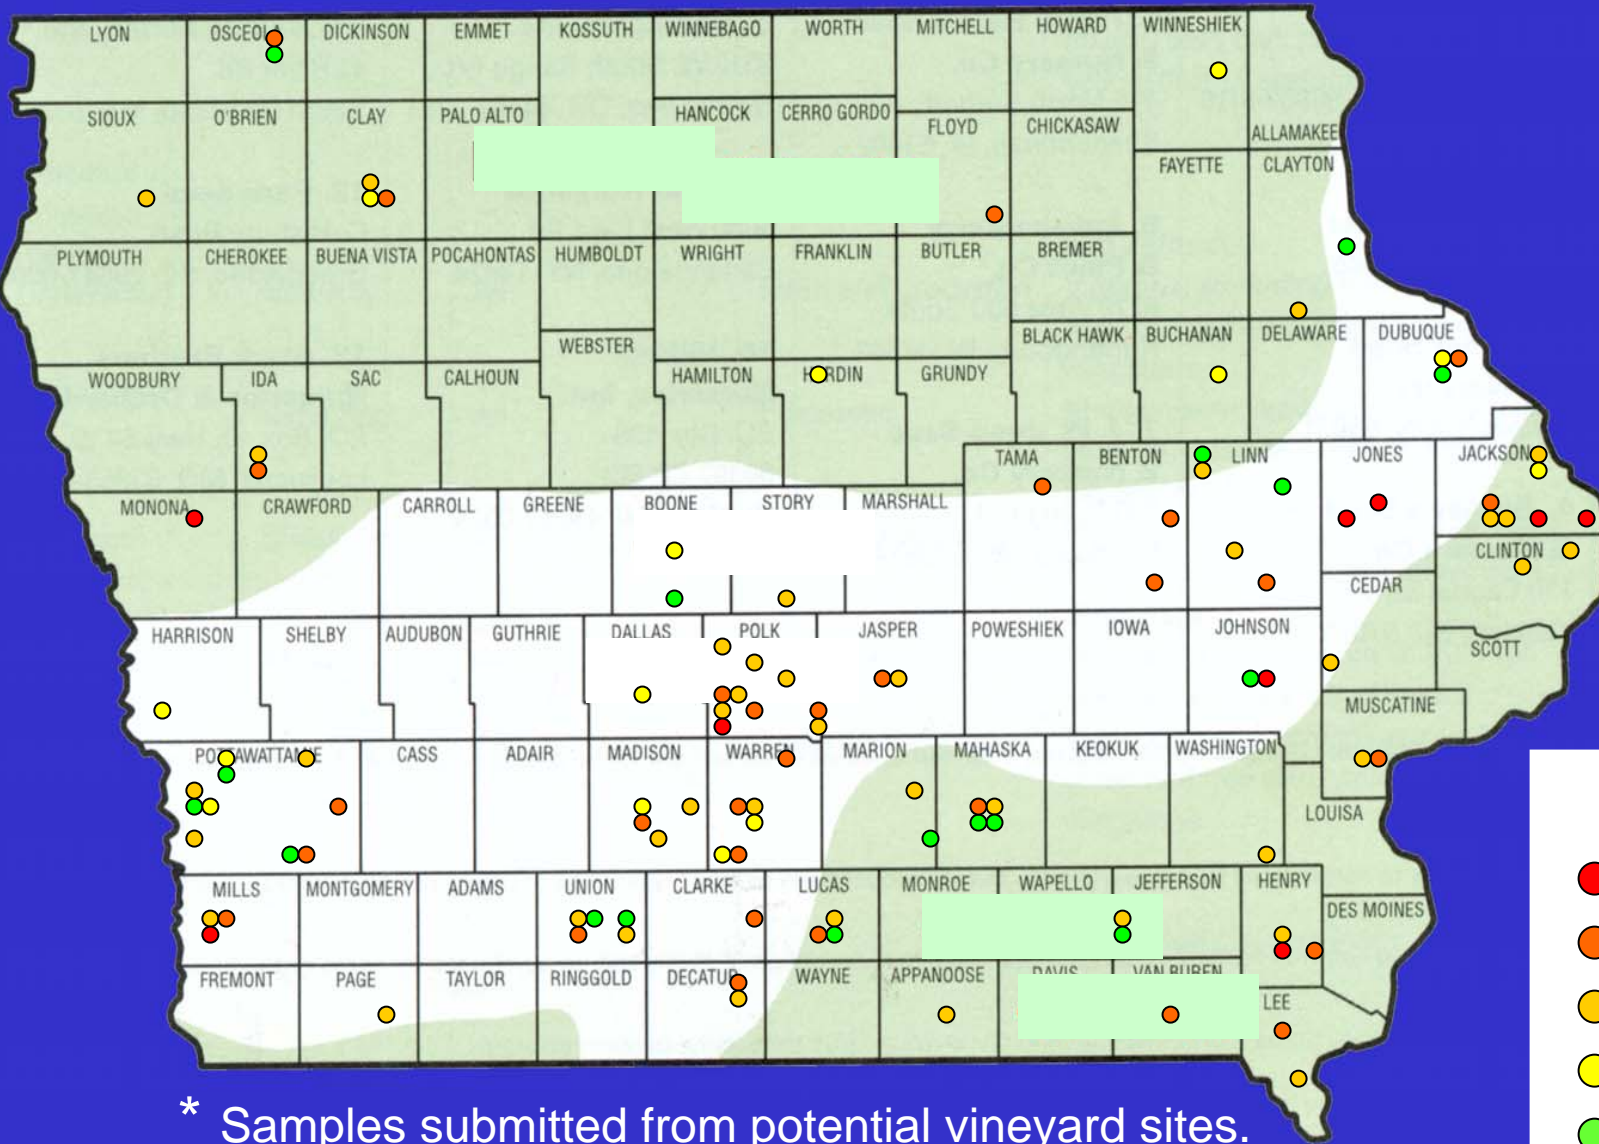 LYON OSCEOLA DICKINSON EMMET KOSSUTH WINNEBAGO WORTH MITCHELL HOWARD WINNESHIEK
ALLAMAKEE
SIOUX O'BRIEN CLAY PALO ALTO HANCOCK CERRO GORDO FLOYD CHICKASAW
FAYETTE CLAYTON
PLYMOUTH CHEROKEE BUENA VISTA POCAHONTAS HUMBOLDT WRIGHT FRANKLIN BUTLER BREMER
WEBSTER BLACK HAWK BUCHANAN DELAWARE DUBUQUE
WOODBURY IDA SAC CALHOUN HAMILTON HARDIN GRUNDY
TAMA BENTON LINN JONES JACKSON
MONONA CRAWFORD CARROLL GREENE BOONE STORY MARSHALL
CLINTON
CEDAR
HARRISON SHELBY AUDUBON GUTHRIE DALLAS POLK JASPER POWESHIEK IOWA JOHNSON
SCOTT
MUSCATINE
POTTAWATTAMIE CASS ADAIR MADISON WARREN MARION MAHASKA KEOKUK WASHINGTON
LOUISA
MILLS MONTGOMERY ADAMS UNION CLARKE LUCAS MONROE WAPELLO JEFFERSON HENRY
DES MOINES
FREMONT PAGE TAYLOR RINGGOLD DECATUR WAYNE APPANOOSE DAVIS VAN BUREN
LEE
* Samples submitted from potential vineyard sites.